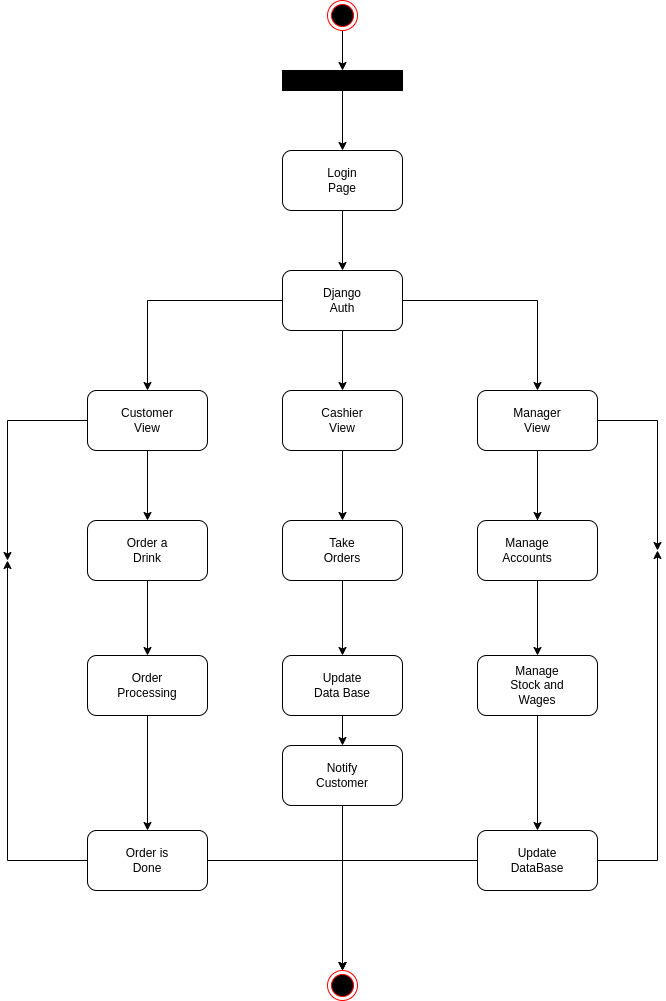 Login
Page
Django
Auth
Customer
View
Cashier
View
Manager
View
Order a
Drink
Take
Orders
Manage
Accounts
Order
Processing
Update
Data Base
Manage
Stock and
Wages
Notify
Customer
Order is
Done
Update
DataBase